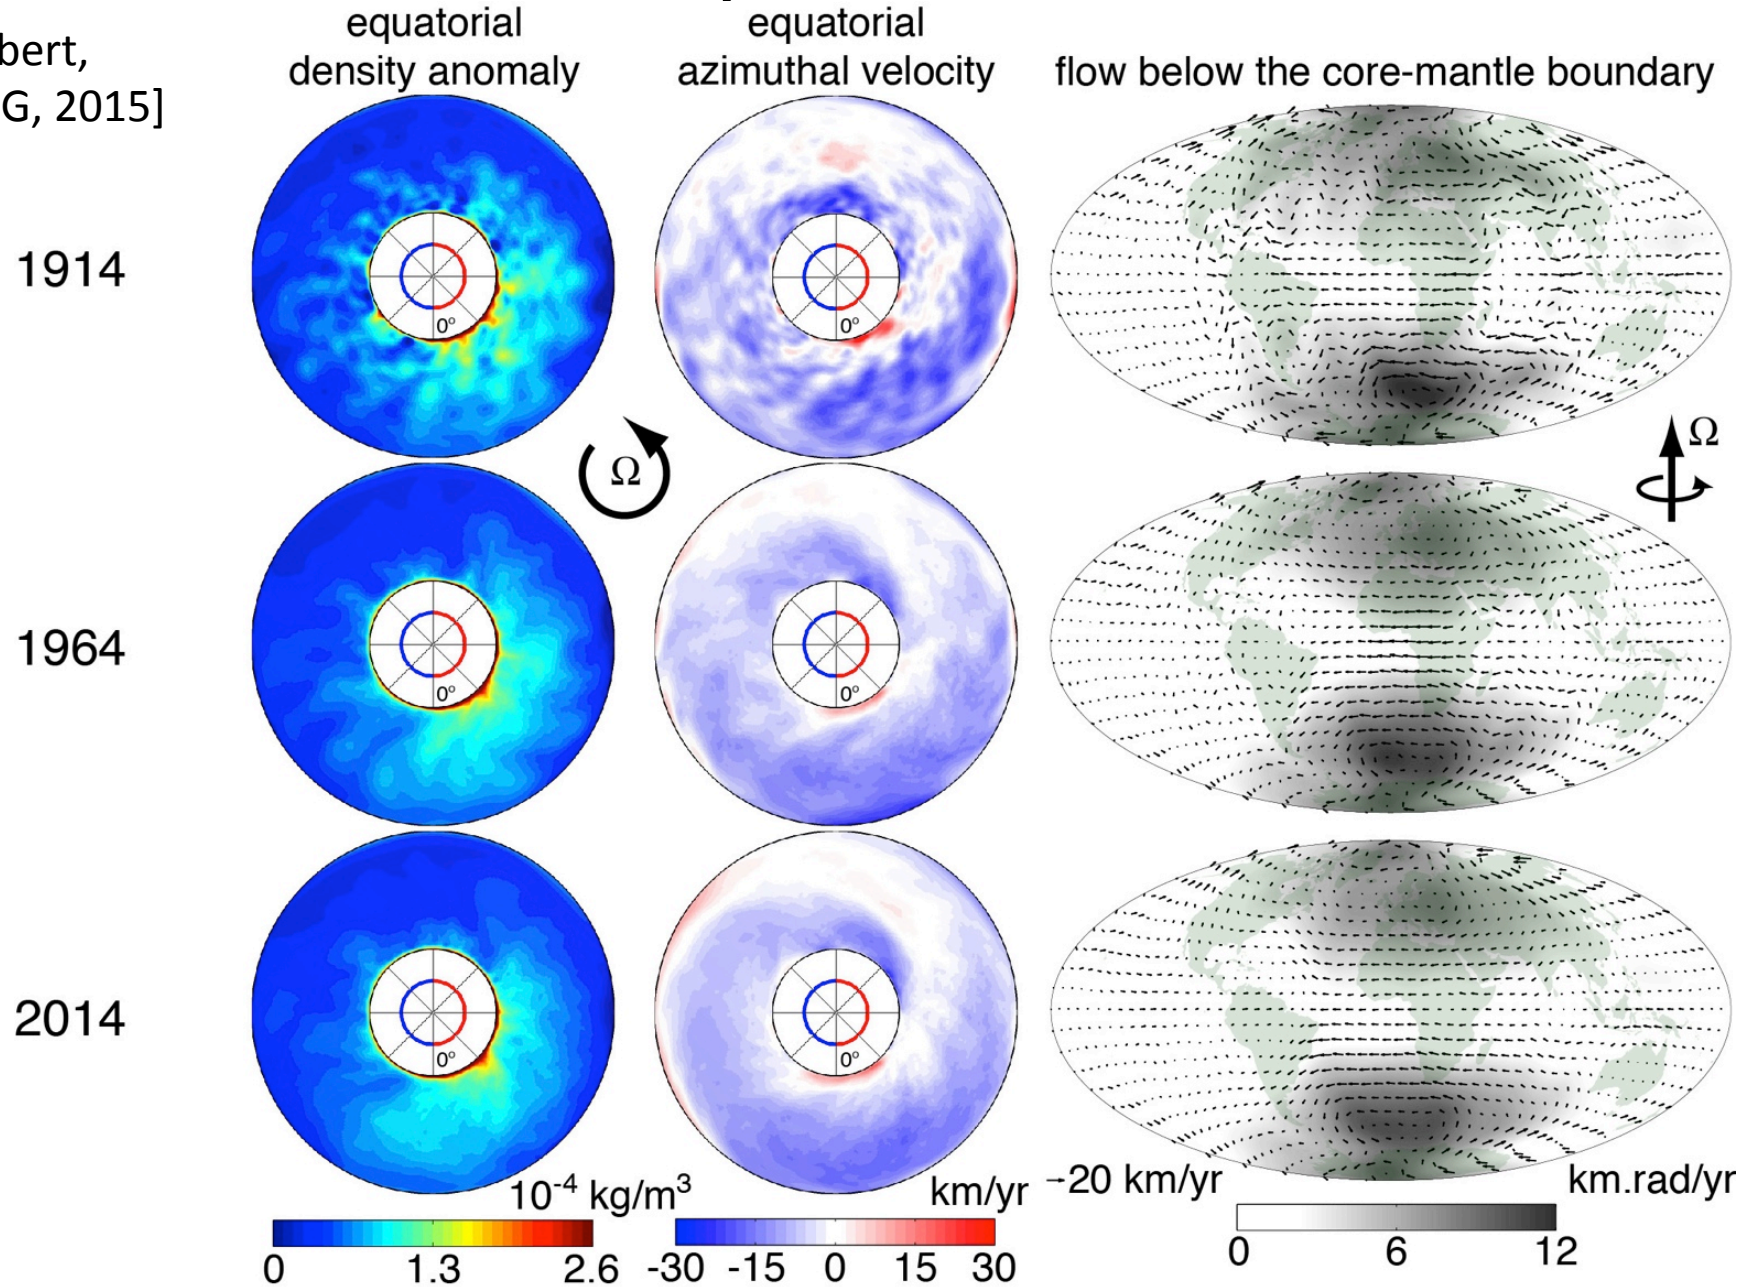 bert,
G, 2015]
equatorial
density anomaly
equatorial
azimuthal velocity
flow below the core-mantle boundary
1914
0°
0°
Ω
Ω
1964
0°
0°
2014
0°
0°
10-4 kg/m3
km/yr
→20 km/yr
km.rad/yr
0 1.3 2.6
-30 -15 0 15 30
0 6 12